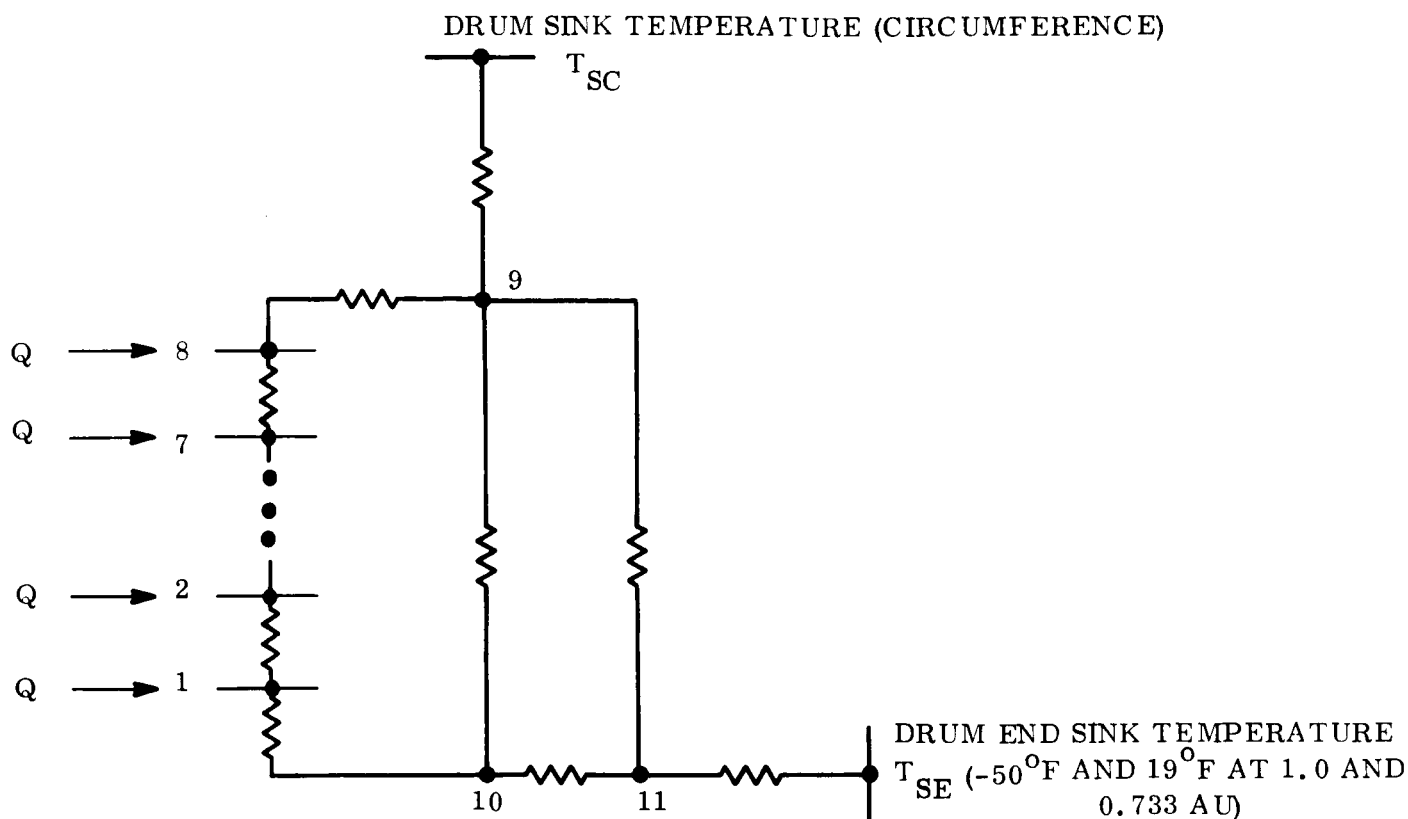 DRUM SINK TEMPERATURE (CIRCUMFERENCE)
T_SC
9
Q 8
Q 7
Q 2
Q 1
10 11
DRUM END SINK TEMPERATURE
T_SE (-50°F AND 19°F AT 1.0 AND
0.733 AU)